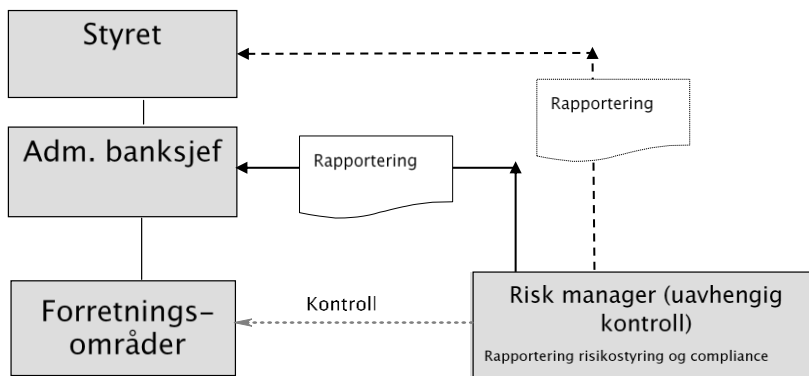 Styret
Rapportering
Adm. banksjef
Rapportering
Forretnings-
områder
Kontroll
Risk manager (uavhengig
kontroll)
Rapportering risikostyring og compliance